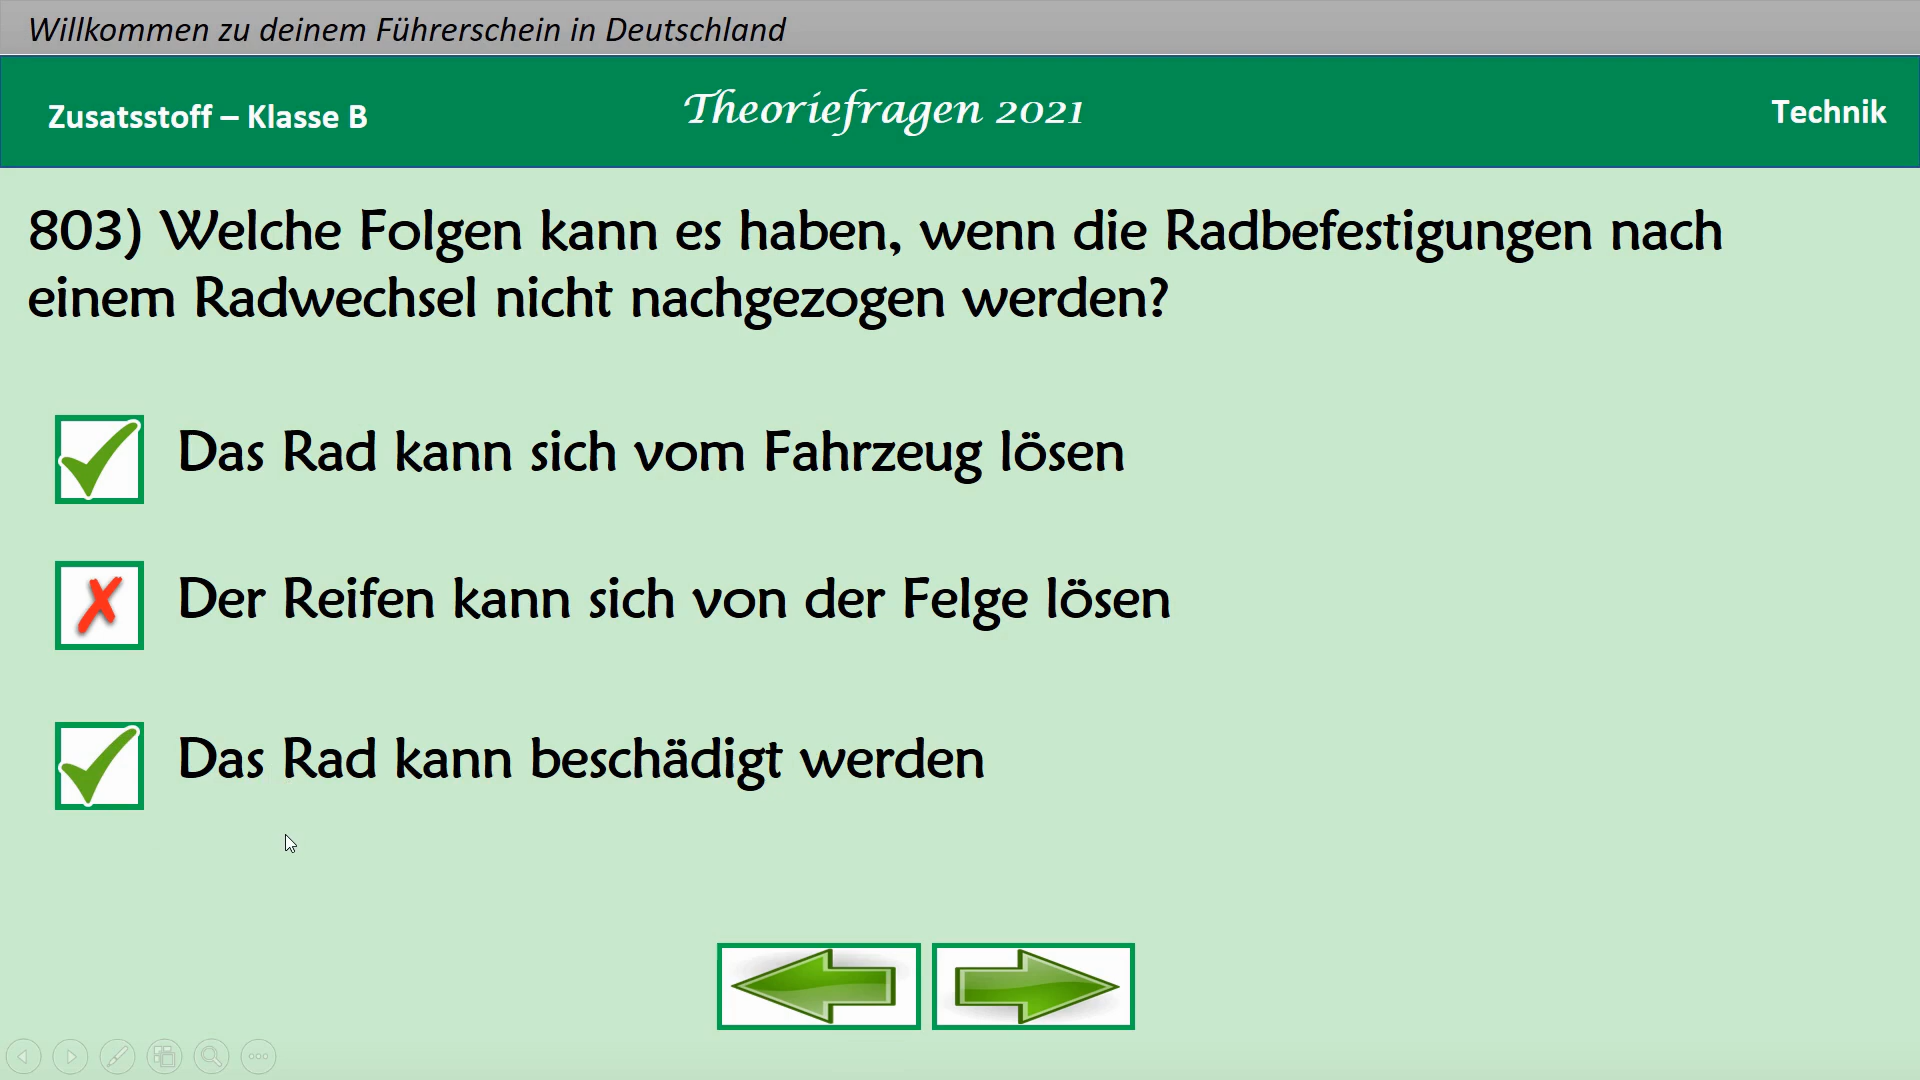 Willkommen zu deinem Führerschein in Deutschland
Zusatsstoff – Klasse B
Theoriefragen 2021
Technik
803) Welche Folgen kann es haben, wenn die Radbefestigungen nach
einem Radwechsel nicht nachgezogen werden?
Das Rad kann sich vom Fahrzeug lösen
Der Reifen kann sich von der Felge lösen
Das Rad kann beschädigt werden